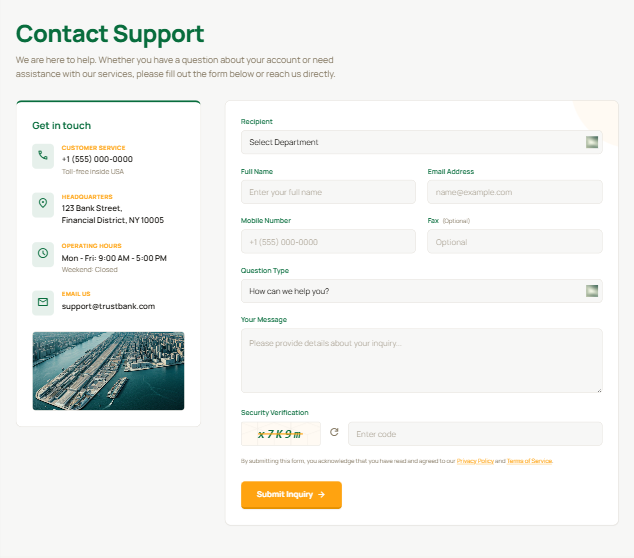 Contact Support
We are here to help. Whether you have a question about your account or need
assistance with our services, please fill out the form below or reach us directly.
Get in touch
CUSTOMER SERVICE
+1 (555) 000-0000
Toll-free inside USA
HEADQUARTERS
123 Bank Street,
Financial District, NY 10005
OPERATING HOURS
Mon - Fri: 9:00 AM - 5:00 PM
Weekend: Closed
EMAIL US
support@trustbank.com
Recipient
Select Department
Full Name
Enter your full name
Email Address
name@example.com
Mobile Number
+1 (555) 000-0000
Fax (Optional)
Optional
Question Type
How can we help you?
Your Message
Please provide details about your inquiry...
Security Verification
x7K9m
Enter code
By submitting this form, you acknowledge that you have read and agreed to our Privacy Policy and Terms of Service.
Submit Inquiry →